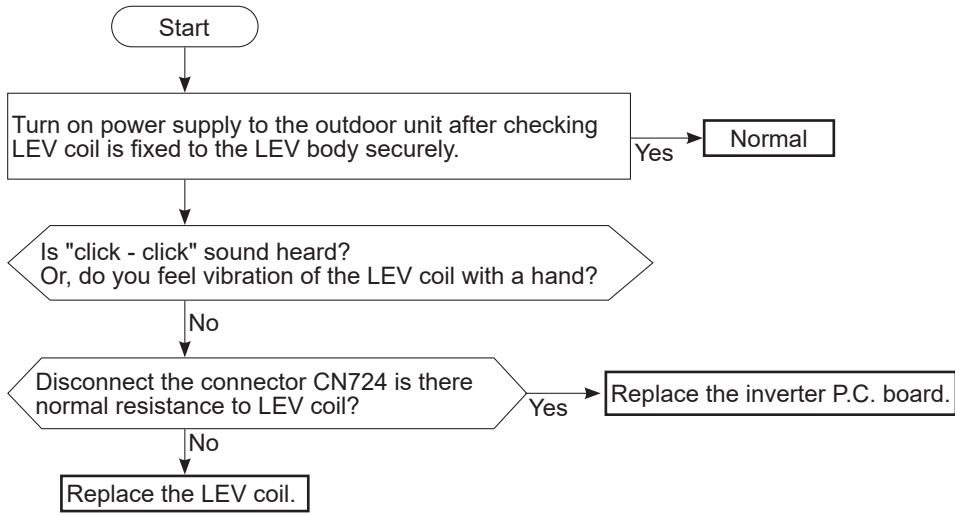 Start
Turn on power supply to the outdoor unit after checking
LEV coil is fixed to the LEV body securely.
Yes
Normal
Is "click - click" sound heard?
Or, do you feel vibration of the LEV coil with a hand?
No
Disconnect the connector CN724 is there
normal resistance to LEV coil?
Yes
Replace the inverter P.C. board.
No
Replace the LEV coil.